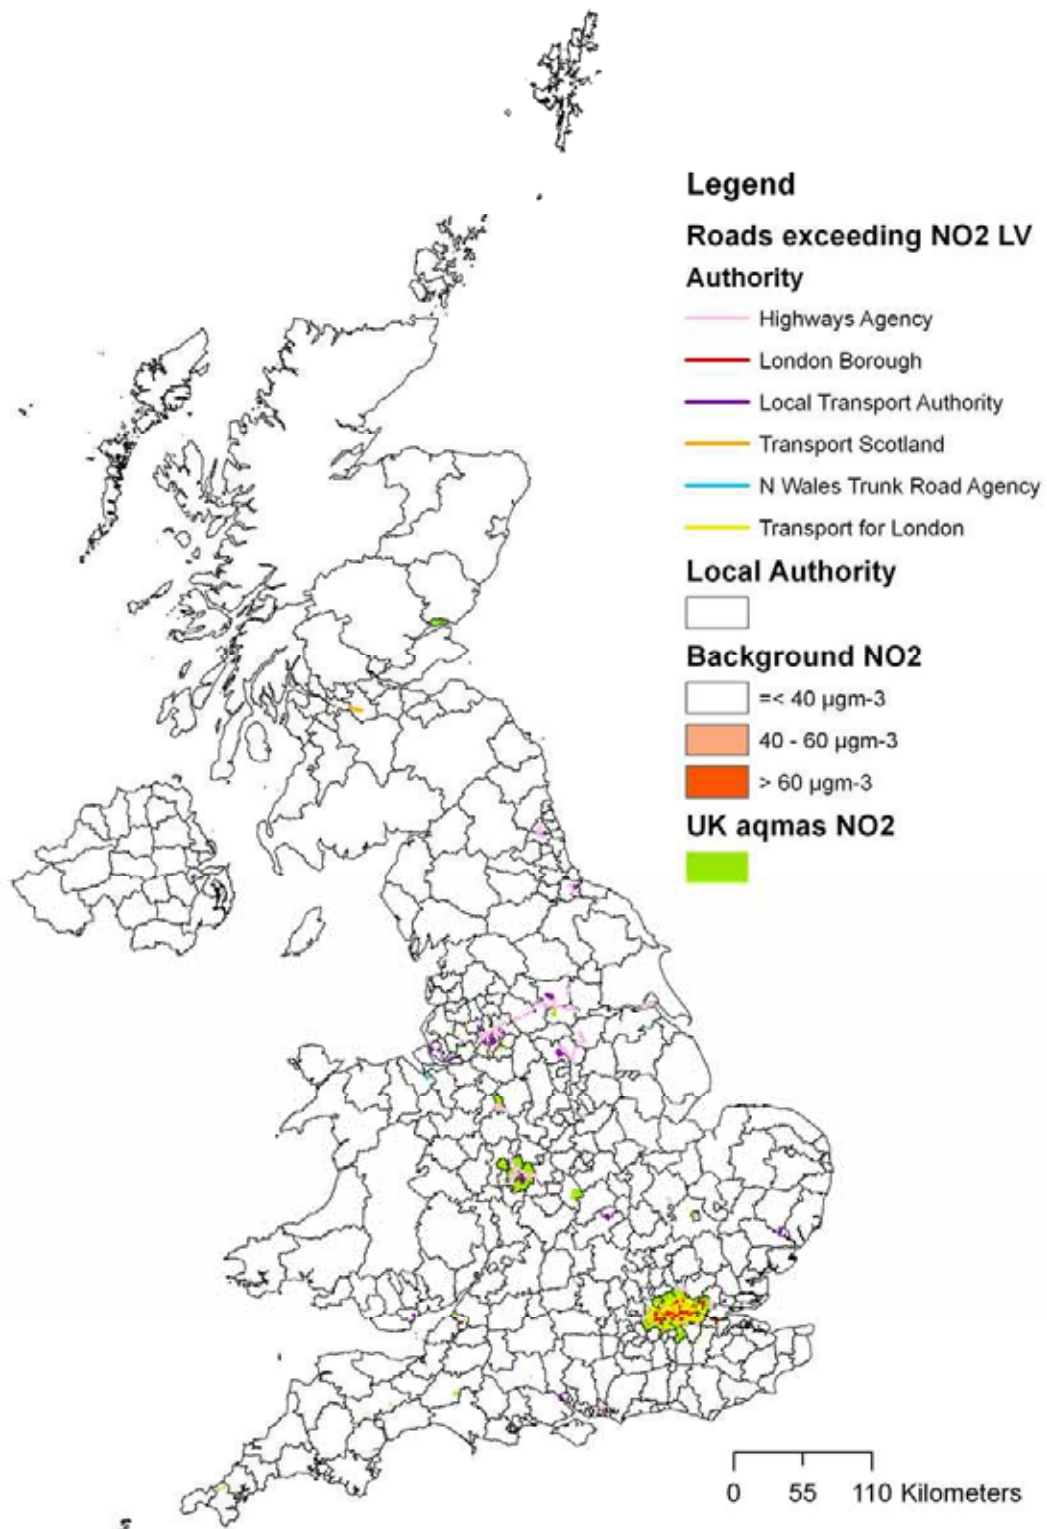 Legend
Roads exceeding NO2 LV
Authority
Highways Agency
London Borough
Local Transport Authority
Transport Scotland
N Wales Trunk Road Agency
Transport for London
Local Authority
Background NO2
=< 40 µgm-3
40 - 60 µgm-3
> 60 µgm-3
UK aqmas NO2
0 55 110 Kilometers